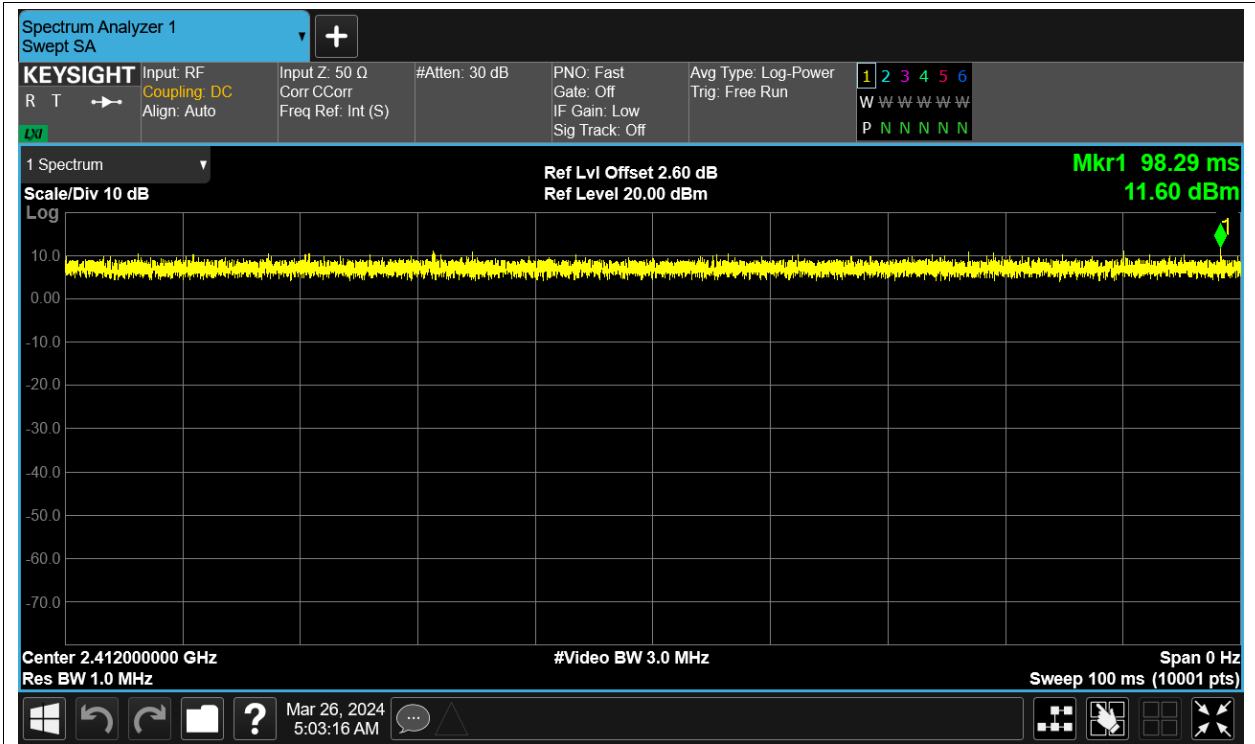 Spectrum Analyzer 1
Swept SA
KEYSIGHT
R T
LXI
Input: RF
Coupling: DC
Align: Auto
Input Z: 50 Ω
Corr CCorr
Freq Ref: Int (S)
#Atten: 30 dB
PNO: Fast
Gate: Off
IF Gain: Low
Sig Track: Off
Avg Type: Log-Power
Trig: Free Run
1 2 3 4 5 6
W W W W W W
P N N N N N
1 Spectrum
Scale/Div 10 dB
Log
Ref Lvl Offset 2.60 dB
Ref Level 20.00 dBm
Mkr1 98.29 ms
11.60 dBm
1
10.0
0.00
-10.0
-20.0
-30.0
-40.0
-50.0
-60.0
-70.0
Center 2.412000000 GHz
Res BW 1.0 MHz
#Video BW 3.0 MHz
Span 0 Hz
Sweep 100 ms (10001 pts)
?
Mar 26, 2024
5:03:16 AM